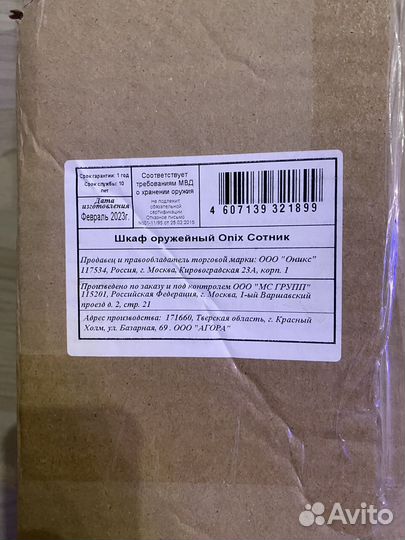 Срок гарантии: 1 год
Срок службы: 10
лет
Дата
изготовления
Февраль 2023г.
Соответствует
требованиям МВД
о хранении оружия
не подлежит
обязательной
сертификации.
Отказное письмо
4 607139 321899
Шкаф оружейный Onix Сотник
Продавец и правообладатель торговой марки: ООО "Оникс"
117534, Россия, г. Москва, Кировоградская 23А, корп. 1
Произведено по заказу и под контролем ООО "МС ГРУПП"
115201, Российская Федерация, г. Москва, 1-ый Варшавский
проезд д. 2, стр. 21
Адрес производства: 171660, Тверская область, г. Красный
Холм, ул. Базарная, 69 . ООО "АГОРА"
Avito